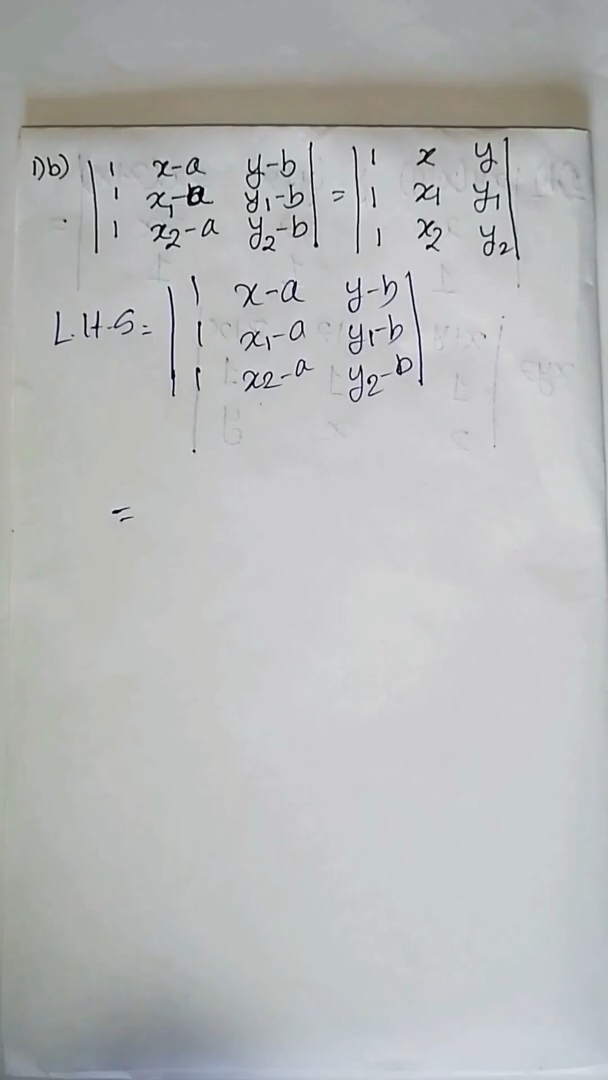 1)b) | 1 x-a y-b | = | 1 x y |
| 1 x₁-a y₁-b | | 1 x₁ y₁ |
| 1 x₂-a y₂-b | | 1 x₂ y₂ |
L.H.S = | 1 x-a y-b |
| 1 x₁-a y₁-b |
| 1 x₂-a y₂-b |
=